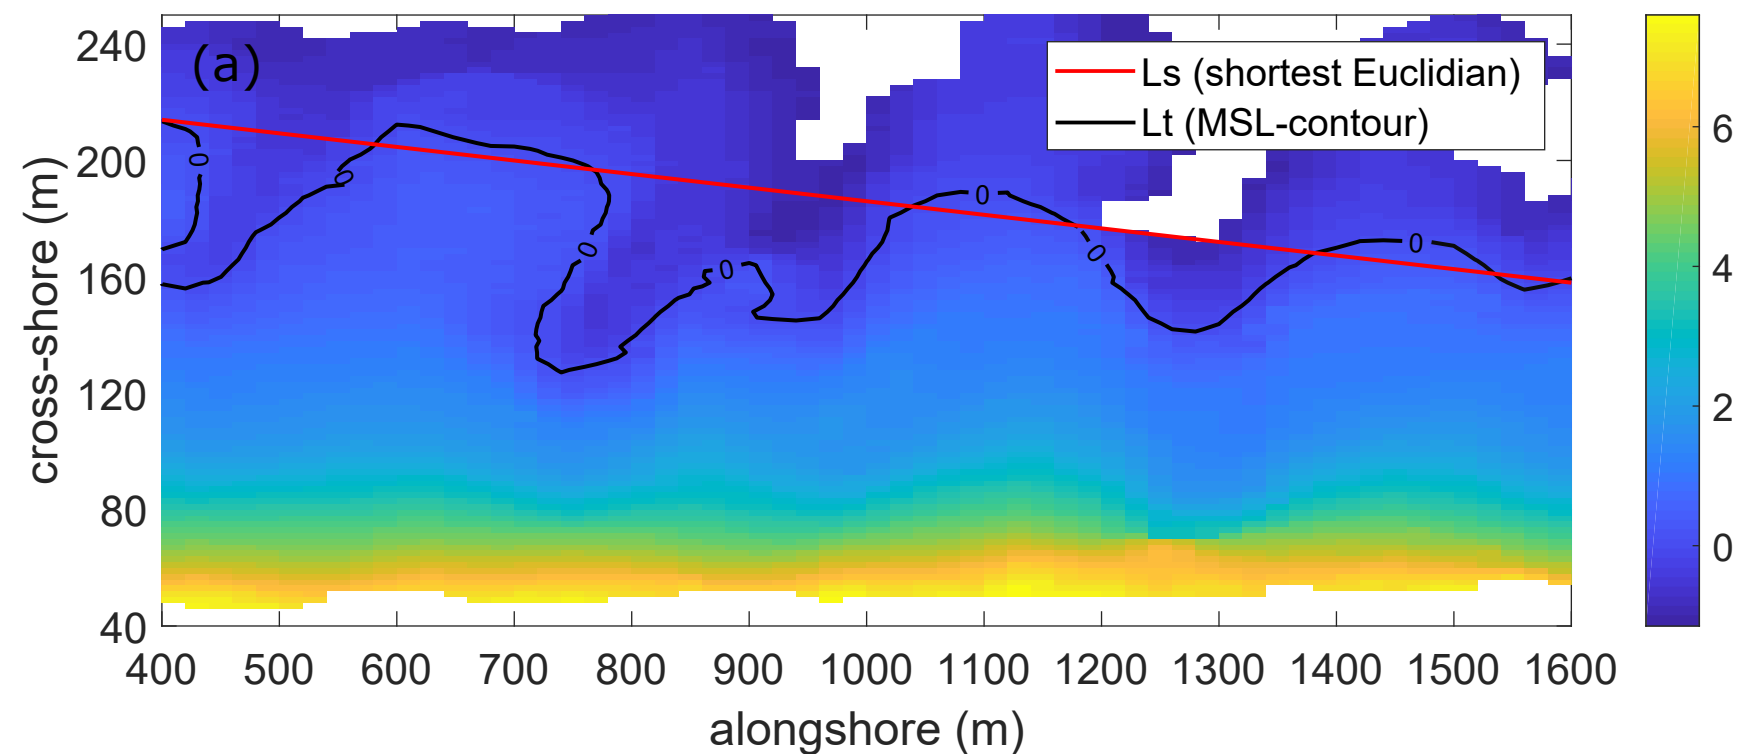 (a)
Ls (shortest Euclidian)
Lt (MSL-contour)
240
200
160
120
80
40
cross-shore (m)
0
0
0
0
0
0
0
400 500 600 700 800 900 1000 1100 1200 1300 1400 1500 1600
alongshore (m)
6
4
2
0